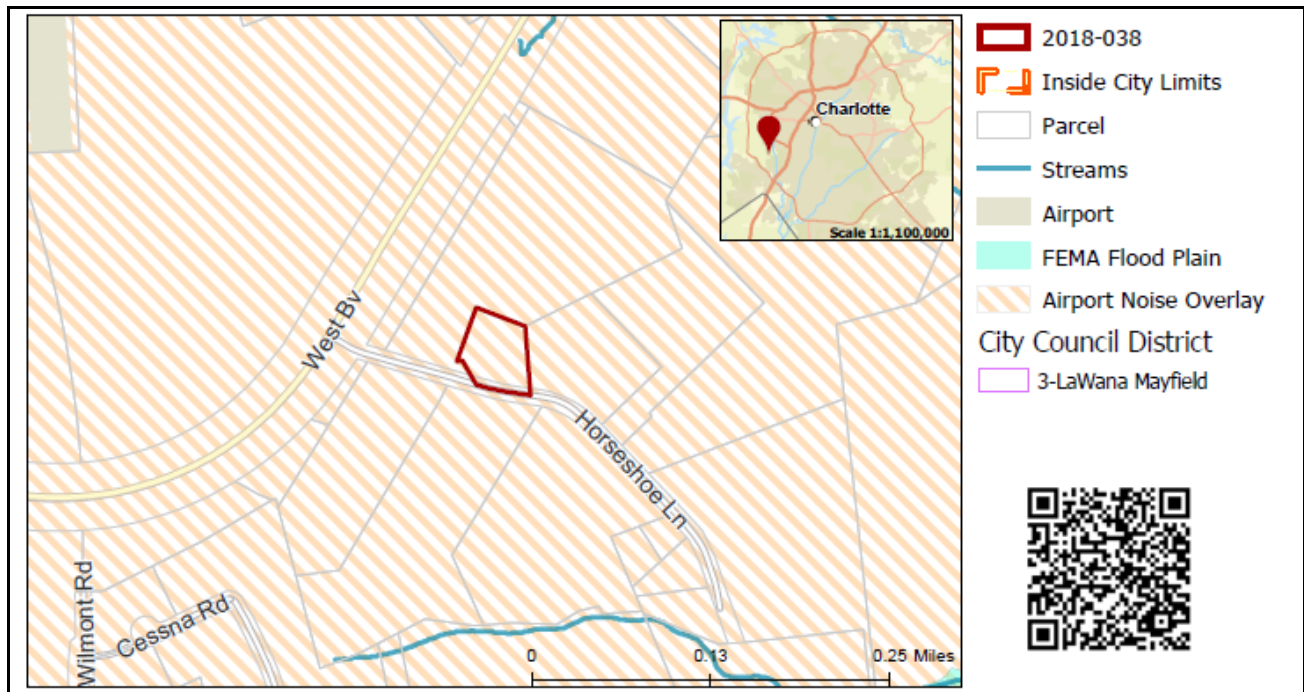 Charlotte
Scale 1:1,100,000
West Bv
Horseshoe Ln
Wilmont Rd
Cessna Rd
0 0.13 0.25 Miles
2018-038
Inside City Limits
Parcel
Streams
Airport
FEMA Flood Plain
Airport Noise Overlay
City Council District
3-LaWana Mayfield